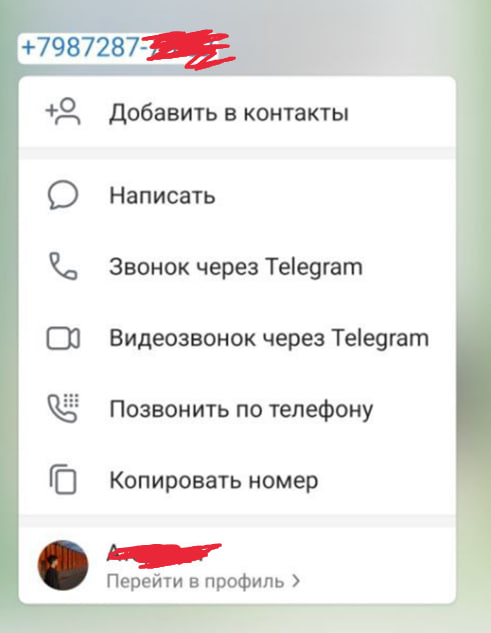 +7987287-
Добавить в контакты
Написать
Звонок через Telegram
Видеозвонок через Telegram
Позвонить по телефону
Копировать номер
Перейти в профиль >